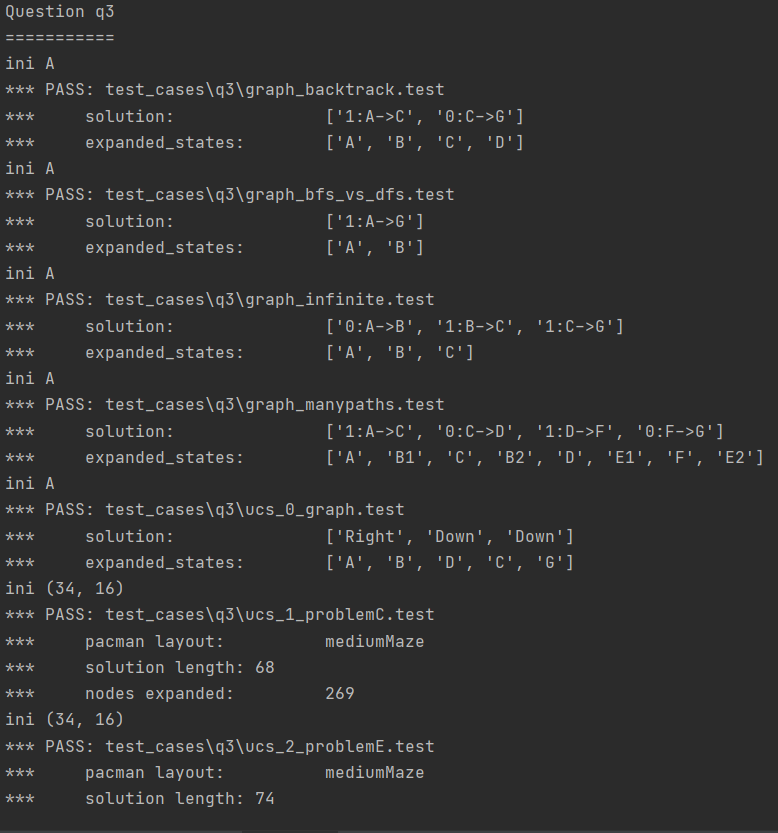 Question q3
===========
ini A
*** PASS: test_cases\q3\graph_backtrack.test
***     solution:               ['1:A->C', '0:C->G']
***     expanded_states:        ['A', 'B', 'C', 'D']
ini A
*** PASS: test_cases\q3\graph_bfs_vs_dfs.test
***     solution:               ['1:A->G']
***     expanded_states:        ['A', 'B']
ini A
*** PASS: test_cases\q3\graph_infinite.test
***     solution:               ['0:A->B', '1:B->C', '1:C->G']
***     expanded_states:        ['A', 'B', 'C']
ini A
*** PASS: test_cases\q3\graph_manypaths.test
***     solution:               ['1:A->C', '0:C->D', '1:D->F', '0:F->G']
***     expanded_states:        ['A', 'B1', 'C', 'B2', 'D', 'E1', 'F', 'E2']
ini A
*** PASS: test_cases\q3\ucs_0_graph.test
***     solution:               ['Right', 'Down', 'Down']
***     expanded_states:        ['A', 'B', 'D', 'C', 'G']
ini (34, 16)
*** PASS: test_cases\q3\ucs_1_problemC.test
***     pacman layout:          mediumMaze
***     solution length: 68
***     nodes expanded:         269
ini (34, 16)
*** PASS: test_cases\q3\ucs_2_problemE.test
***     pacman layout:          mediumMaze
***     solution length: 74